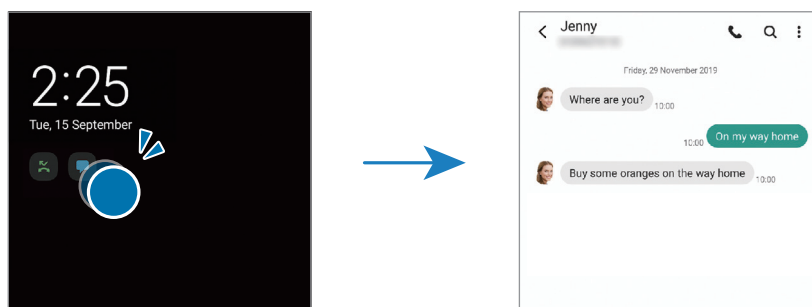 2:25
Tue, 15 September
Jenny
Friday, 29 November 2019
Where are you?
10:00
10:00
On my way home
Buy some oranges on the way home
10:00